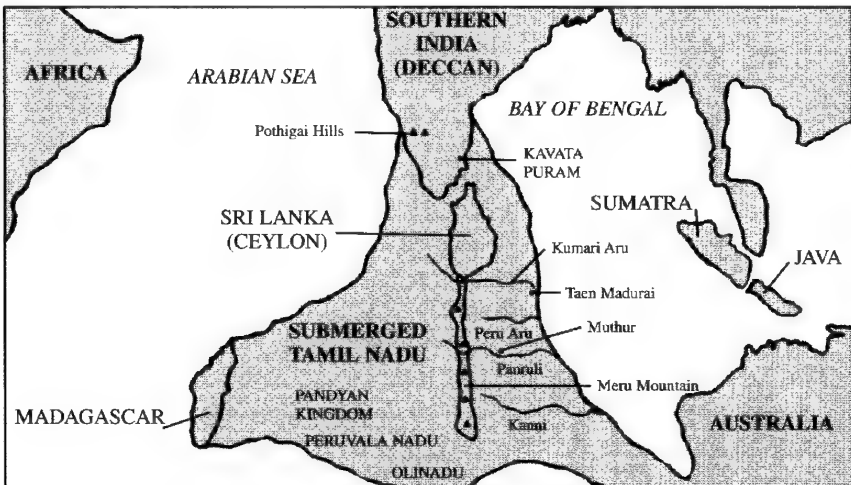 SOUTHERN
INDIA
(DECCAN)
AFRICA
ARABIAN SEA
BAY OF BENGAL
Pothigai Hills
KAVATA
PURAM
SUMATRA
SRI LANKA
(CEYLON)
Kumari Aru
JAVA
Taen Madurai
SUBMERGED
TAMIL NADU
Peru Aru
Muthur
Panruli
Meru Mountain
PANDYAN
KINGDOM
MADAGASCAR
Kanni
AUSTRALIA
PERUVALA NADU
OLINADU